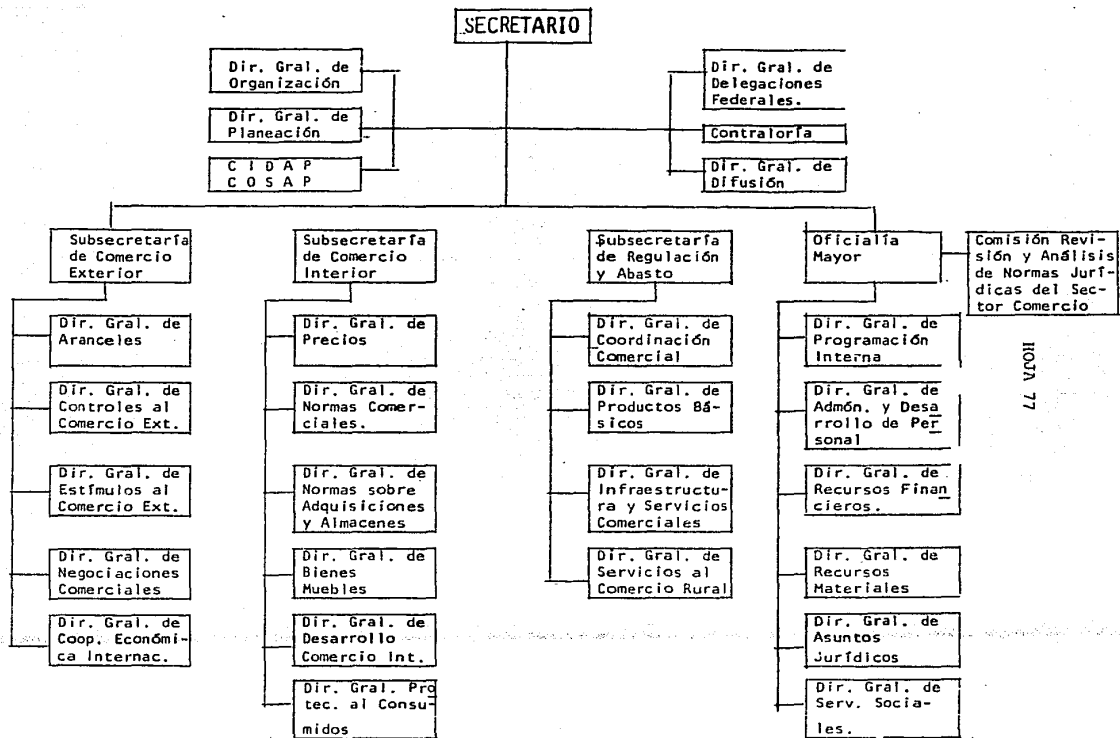 SECRETARIO
Dir. Gral. de
Organización
Dir. Gral. de
Planeación
C I D A P
C O S A P
Dir. Gral. de
Delegaciones
Federales.
Contraloría
Dir. Gral. de
Difusión
Subsecretaría
de Comercio
Exterior
Dir. Gral. de
Aranceles
Dir. Gral. de
Controles al
Comercio Ext.
Dir. Gral. de
Estímulos al
Comercio Ext.
Dir. Gral. de
Negociaciones
Comerciales
Dir. Gral. de
Coop. Económi-
ca Internac.
Subsecretaría
de Comercio
Interior
Dir. Gral. de
Precios
Dir. Gral. de
Normas Comer-
ciales.
Dir. Gral. de
Normas sobre
Adquisiciones
y Almacenes
Dir. Gral. de
Bienes
Muebles
Dir. Gral. de
Desarrollo
Comercio Int.
Dir. Gral. Pro
tec. al Consu-
midos
Subsecretaría
de Regulación
y Abasto
Dir. Gral. de
Coordinación
Comercial
Dir. Gral. de
Productos Bá-
sicos
Dir. Gral. de
Infraestructu-
ra y Servicios
Comerciales
Dir. Gral. de
Servicios al
Comercio Rural
Oficialía
Mayor
Dir. Gral. de
Programación
Interna
Dir. Gral. de
Admón. y Desa
rrollo de Per
sonal
Dir. Gral. de
Recursos Finan
cieros.
Dir. Gral. de
Recursos
Materiales
Dir. Gral. de
Asuntos
Jurídicos
Dir. Gral. de
Serv. Socia-
les.
Comisión Revi-
sión y Análisis
de Normas Jurí-
dicas del Sec-
tor Comercio
HOJA 77